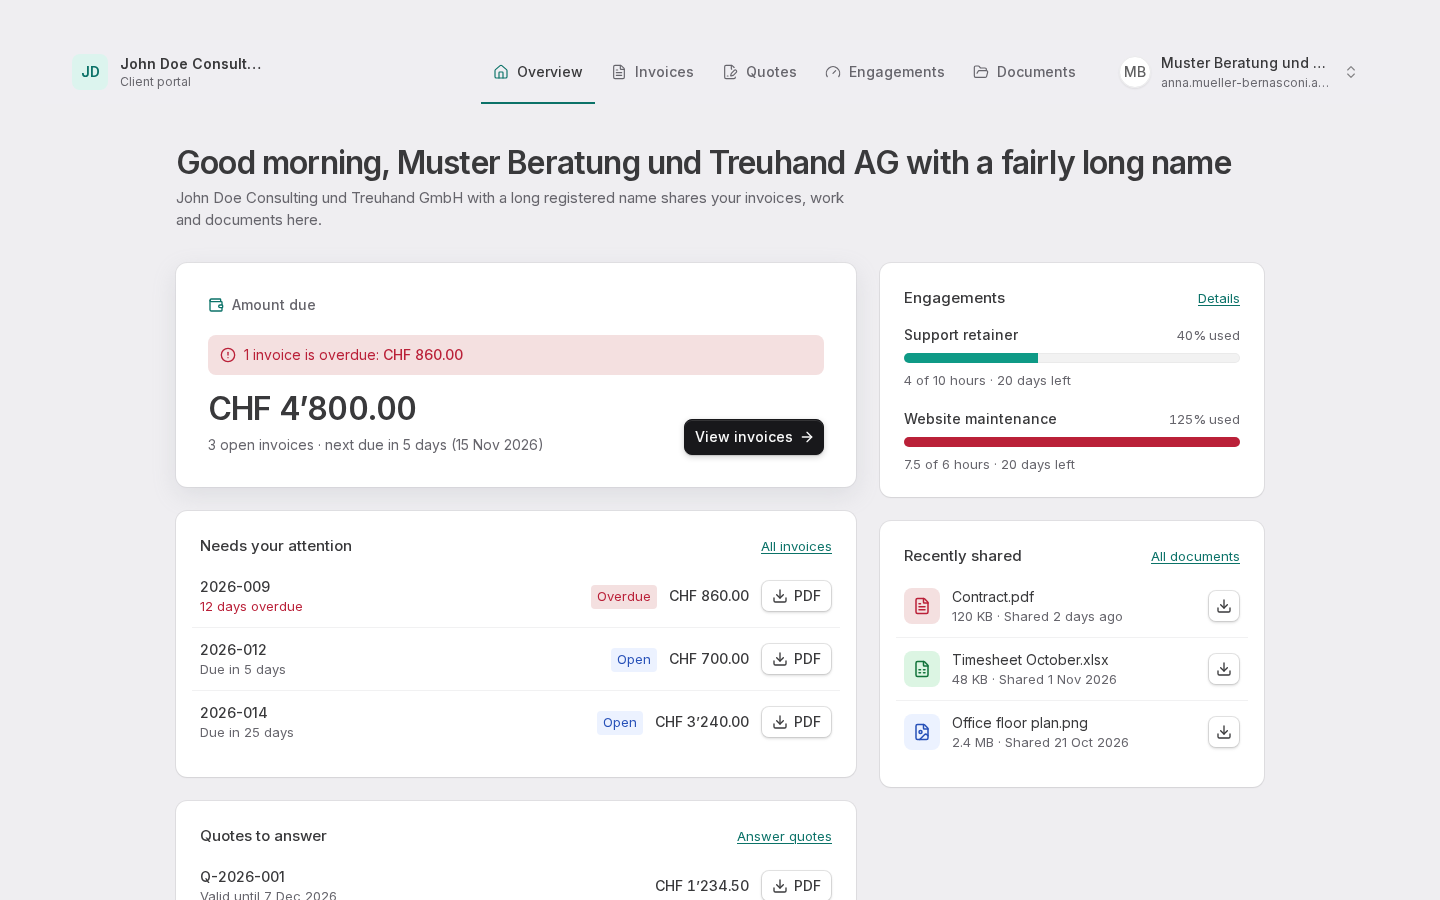 JD
John Doe Consult…
Client portal
Overview
Invoices
Quotes
Engagements
Documents
MB
Muster Beratung und …
anna.mueller-bernasconi.a…
Good morning, Muster Beratung und Treuhand AG with a fairly long name
John Doe Consulting und Treuhand GmbH with a long registered name shares your invoices, work
and documents here.
Amount due
1 invoice is overdue: CHF 860.00
CHF 4’800.00
3 open invoices · next due in 5 days (15 Nov 2026)
View invoices
Needs your attention
All invoices
2026-009
12 days overdue
Overdue
CHF 860.00
PDF
2026-012
Due in 5 days
Open
CHF 700.00
PDF
2026-014
Due in 25 days
Open
CHF 3’240.00
PDF
Quotes to answer
Answer quotes
Q-2026-001
Valid until 7 Dec 2026
CHF 1’234.50
PDF
Engagements
Details
Support retainer
40% used
4 of 10 hours · 20 days left
Website maintenance
125% used
7.5 of 6 hours · 20 days left
Recently shared
All documents
Contract.pdf
120 KB · Shared 2 days ago
Timesheet October.xlsx
48 KB · Shared 1 Nov 2026
Office floor plan.png
2.4 MB · Shared 21 Oct 2026